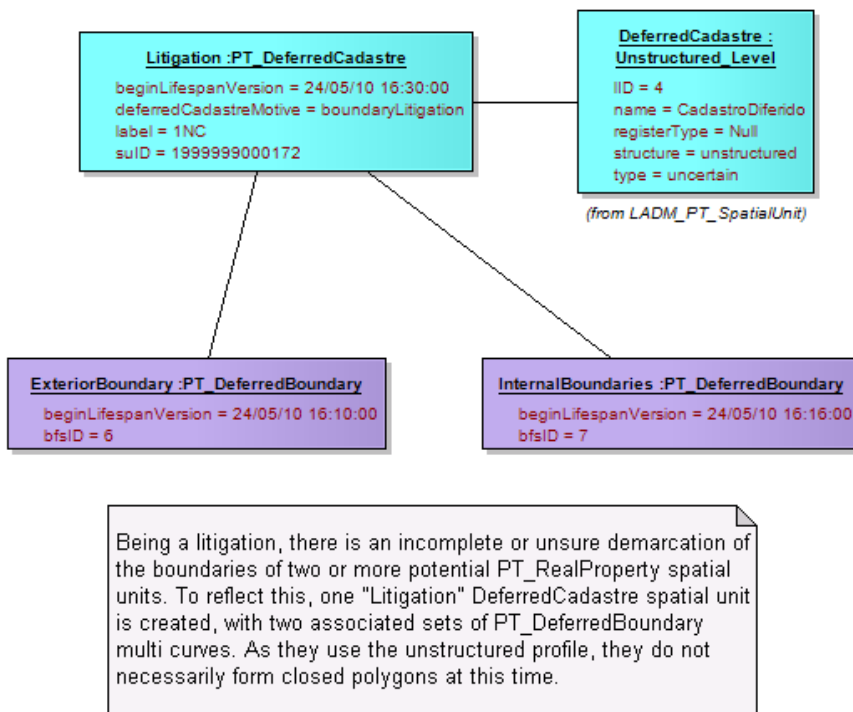 Litigation :PT_DeferredCadastre
beginLifespanVersion = 24/05/10 16:30:00
deferredCadastreMotive = boundaryLitigation
label = 1NC
suID = 1999999000172
DeferredCadastre :
Unstructured_Level
lID = 4
name = CadastroDiferido
registerType = Null
structure = unstructured
type = uncertain
(from LADM_PT_SpatialUnit)
ExteriorBoundary :PT_DeferredBoundary
beginLifespanVersion = 24/05/10 16:10:00
bfsID = 6
InternalBoundaries :PT_DeferredBoundary
beginLifespanVersion = 24/05/10 16:16:00
bfsID = 7
Being a litigation, there is an incomplete or unsure demarcation of
the boundaries of two or more potential PT_RealProperty spatial
units. To reflect this, one "Litigation" DeferredCadastre spatial unit
is created, with two associated sets of PT_DeferredBoundary
multi curves. As they use the unstructured profile, they do not
necessarily form closed polygons at this time.